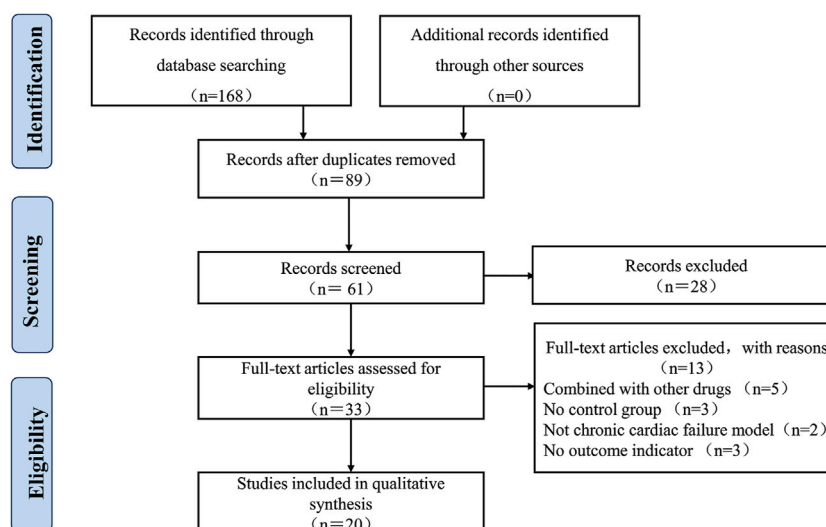 Identification
Records identified through
database searching
（n=168）
Additional records identified
through other sources
（n=0）
Records after duplicates removed
（n＝89）
Screening
Records screened
（n＝ 61）
Records excluded
（n=28）
Full-text articles assessed for
eligibility
（n＝33）
Full-text articles excluded，with reasons
（n=13）
Combined with other drugs （n=5）
No control group （n=3）
Not chronic cardiac failure model（n=2）
No outcome indicator （n=3）
Eligibility
Studies included in qualitative
synthesis
（n＝20）